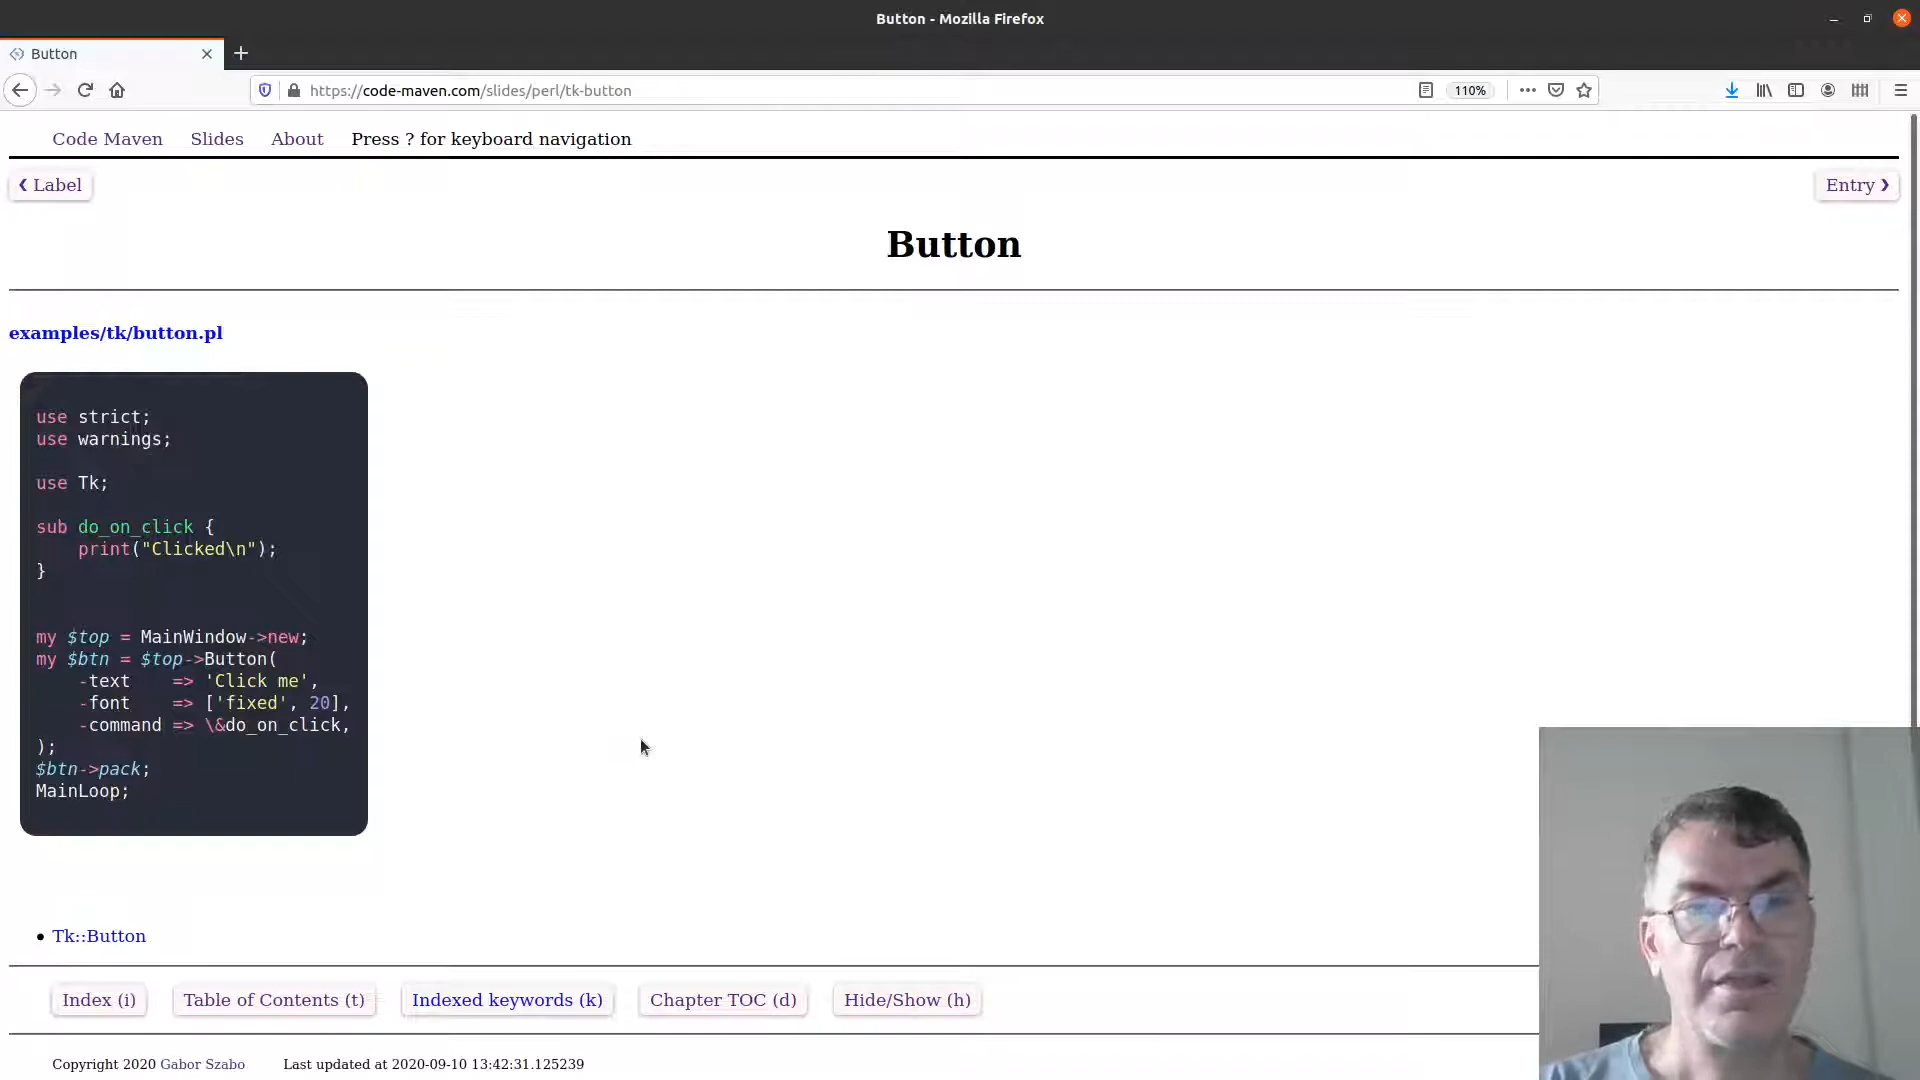 Button - Mozilla Firefox
Button
https://code-maven.com/slides/perl/tk-button
110%
Code Maven Slides About Press ? for keyboard navigation
❮ Label
Entry ❯
Button
examples/tk/button.pl
use strict;
use warnings;
use Tk;
sub do_on_click {
    print("Clicked\n");
}
my $top = MainWindow->new;
my $btn = $top->Button(
    -text    => 'Click me',
    -font    => ['fixed', 20],
    -command => \&do_on_click,
);
$btn->pack;
MainLoop;
• Tk::Button
Index (i) Table of Contents (t) Indexed keywords (k) Chapter TOC (d) Hide/Show (h)
Copyright 2020 Gabor Szabo Last updated at 2020-09-10 13:42:31.125239